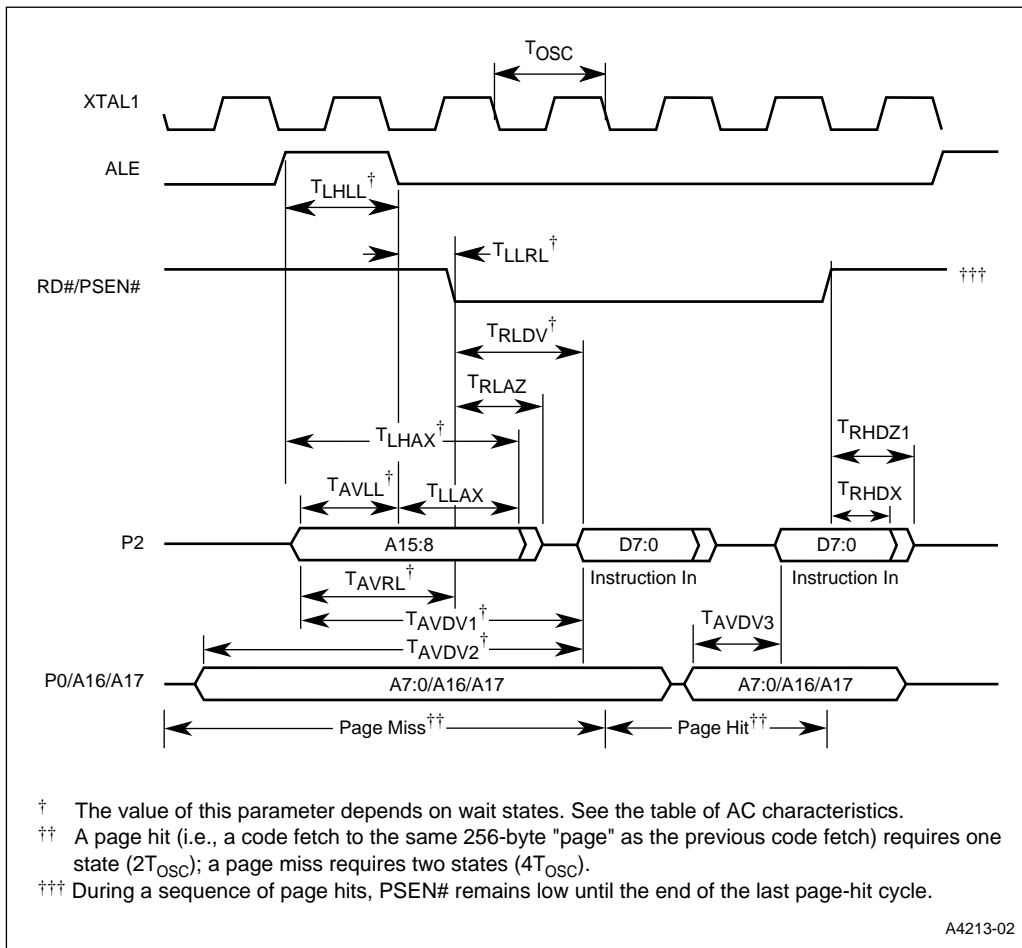 TOSC
XTAL1
ALE
TLHLL†
TLLRL†
RD#/PSEN#
†††
TRLDV†
TRLAZ
TLHAX†
TRHDZ1
TAVLL†
TLLAX
TRHDX
P2
A15:8
D7:0
D7:0
Instruction In
Instruction In
TAVRL†
TAVDV1†
TAVDV3
TAVDV2†
P0/A16/A17
A7:0/A16/A17
A7:0/A16/A17
Page Miss††
Page Hit††
† The value of this parameter depends on wait states. See the table of AC characteristics.
†† A page hit (i.e., a code fetch to the same 256-byte "page" as the previous code fetch) requires one
state (2TOSC); a page miss requires two states (4TOSC).
††† During a sequence of page hits, PSEN# remains low until the end of the last page-hit cycle.
A4213-02